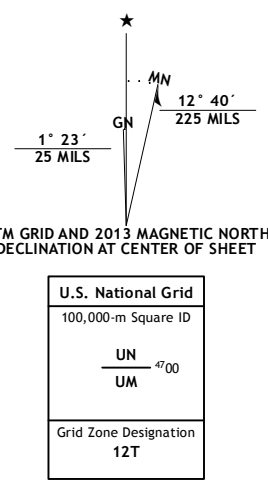 ★
MN
GN
12° 40´
225 MILS
1° 23´
25 MILS
TM GRID AND 2013 MAGNETIC NORTH
DECLINATION AT CENTER OF SHEET
U.S. National Grid
100,000-m Square ID
UN
4700
UM
Grid Zone Designation
12T